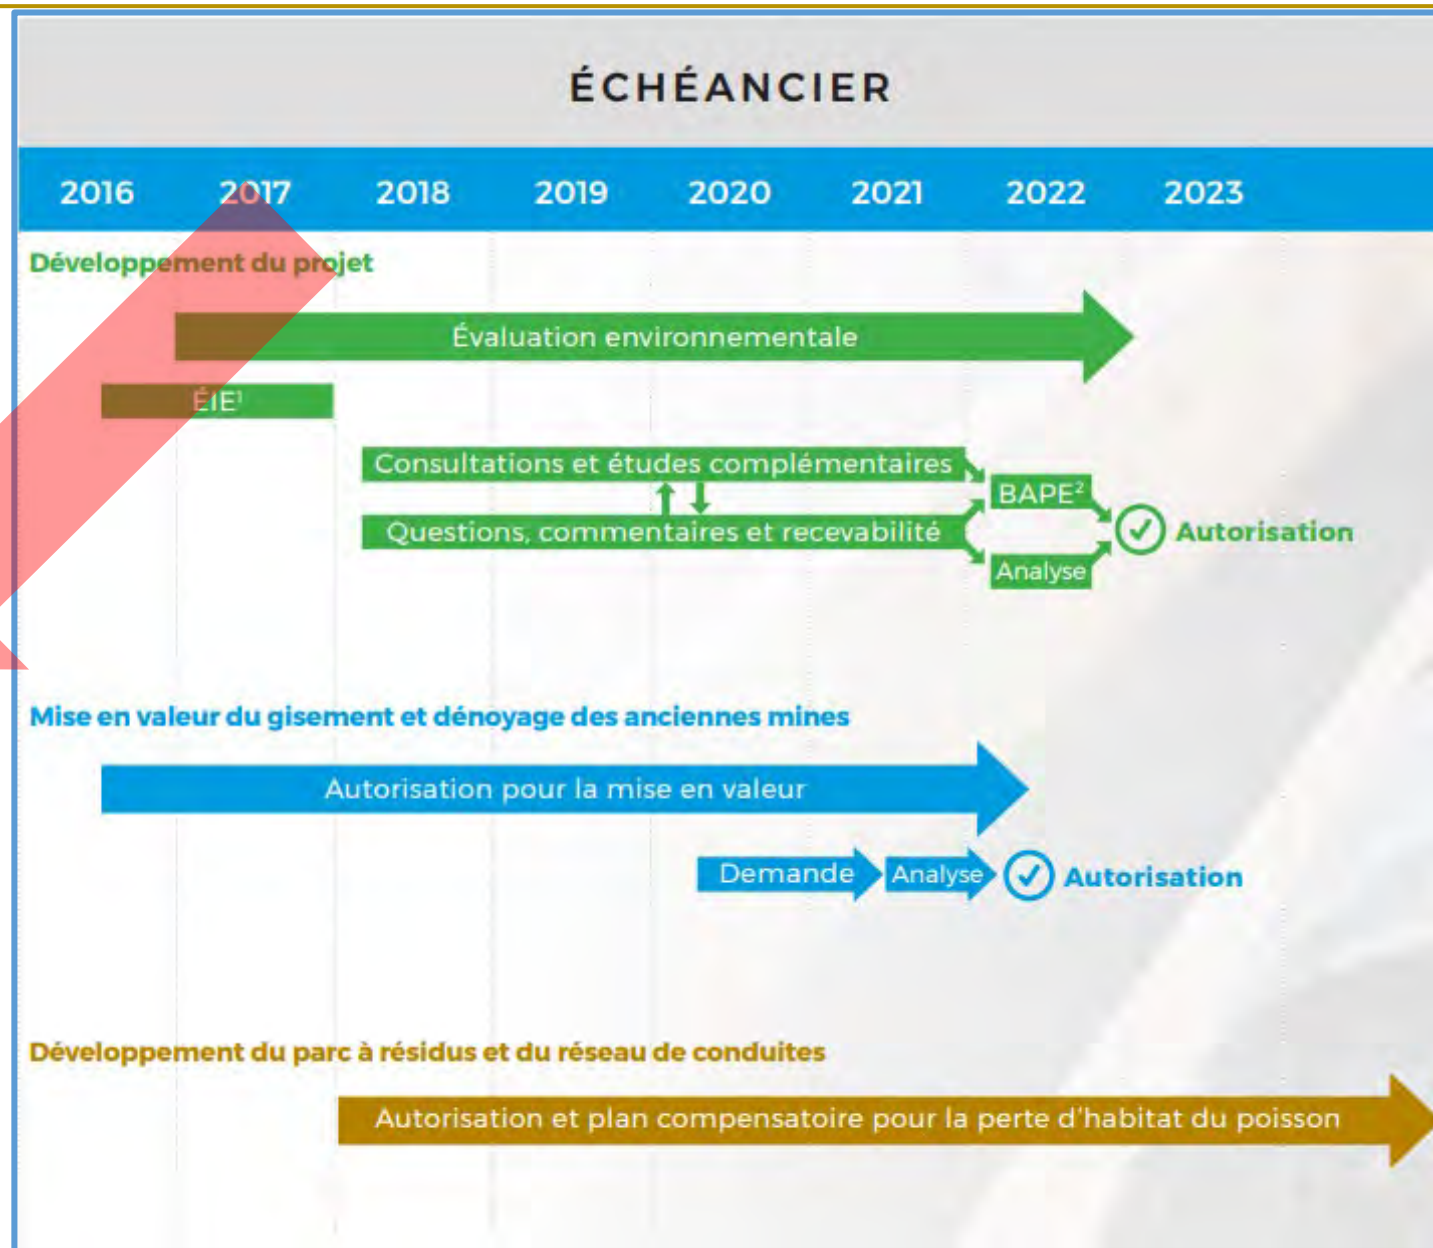 ÉCHÉANCIER
2016 2017 2018 2019 2020 2021 2022 2023
Développement du projet
Évaluation environnementale
ÉIE¹
Consultations et études complémentaires
BAPE²
Questions, commentaires et recevabilité
Autorisation
Analyse
Mise en valeur du gisement et dénoyage des anciennes mines
Autorisation pour la mise en valeur
Demande Analyse Autorisation
Développement du parc à résidus et du réseau de conduites
Autorisation et plan compensatoire pour la perte d'habitat du poisson